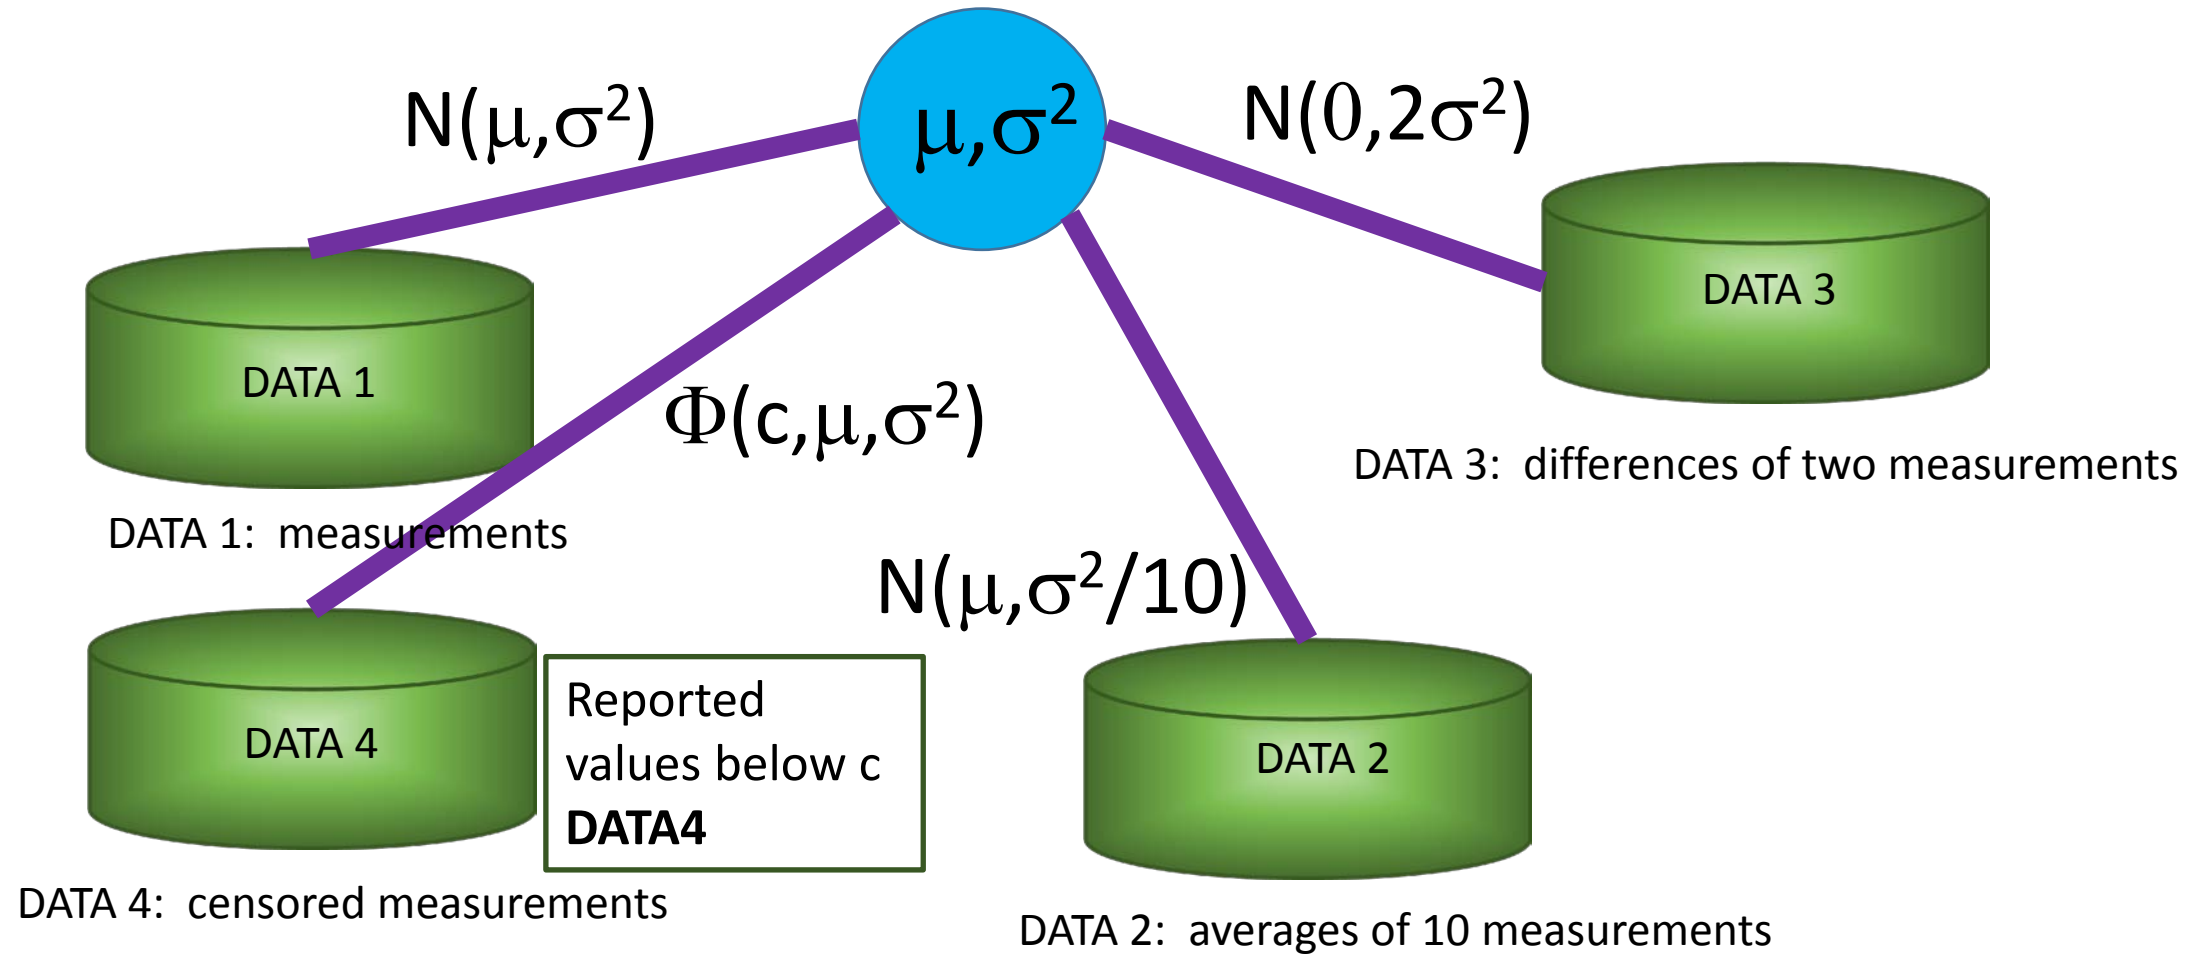 N(μ,σ²)
μ,σ²
N(0,2σ²)
DATA 3
DATA 1
Φ(c,μ,σ²)
DATA 3: differences of two measurements
DATA 1: measurements
N(μ,σ²/10)
Reported
values below c
DATA4
DATA 4
DATA 2
DATA 4: censored measurements
DATA 2: averages of 10 measurements